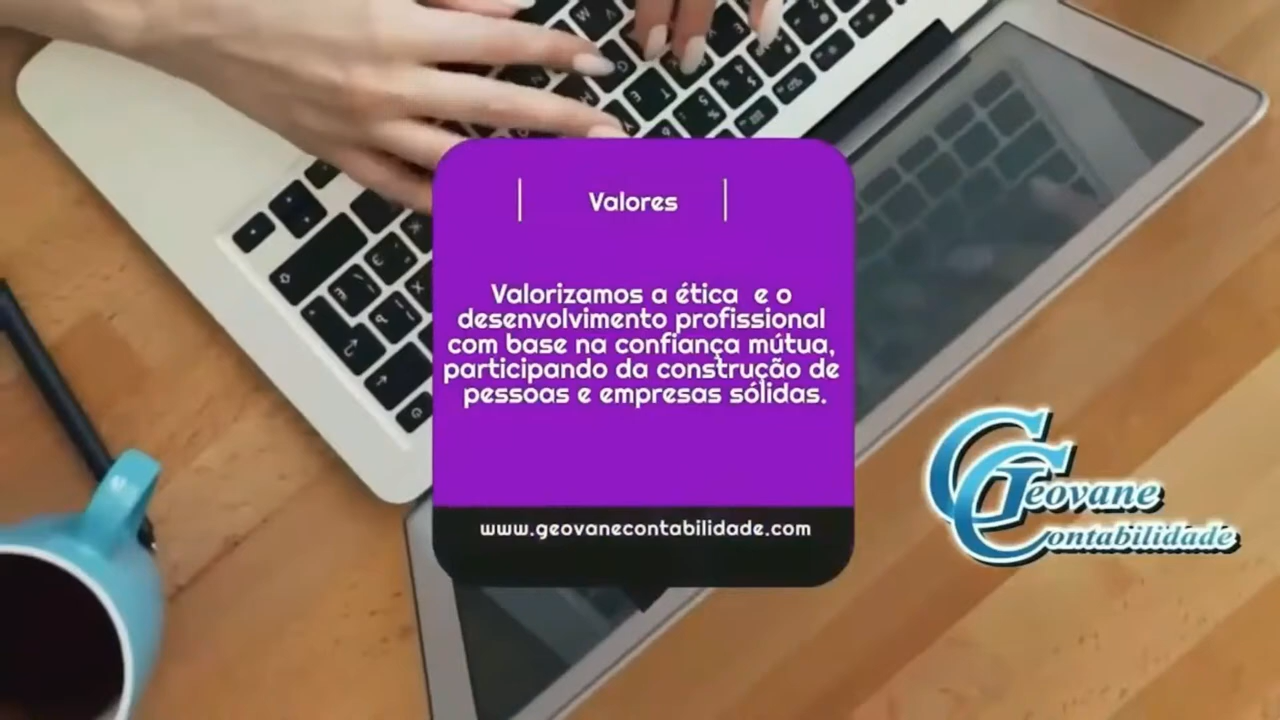 Valores
Valorizamos a ética e o
desenvolvimento profissional
com base na confiança mútua,
participando da construção de
pessoas e empresas sólidas.
www.geovanecontabilidade.com
Geovane
Contabilidade